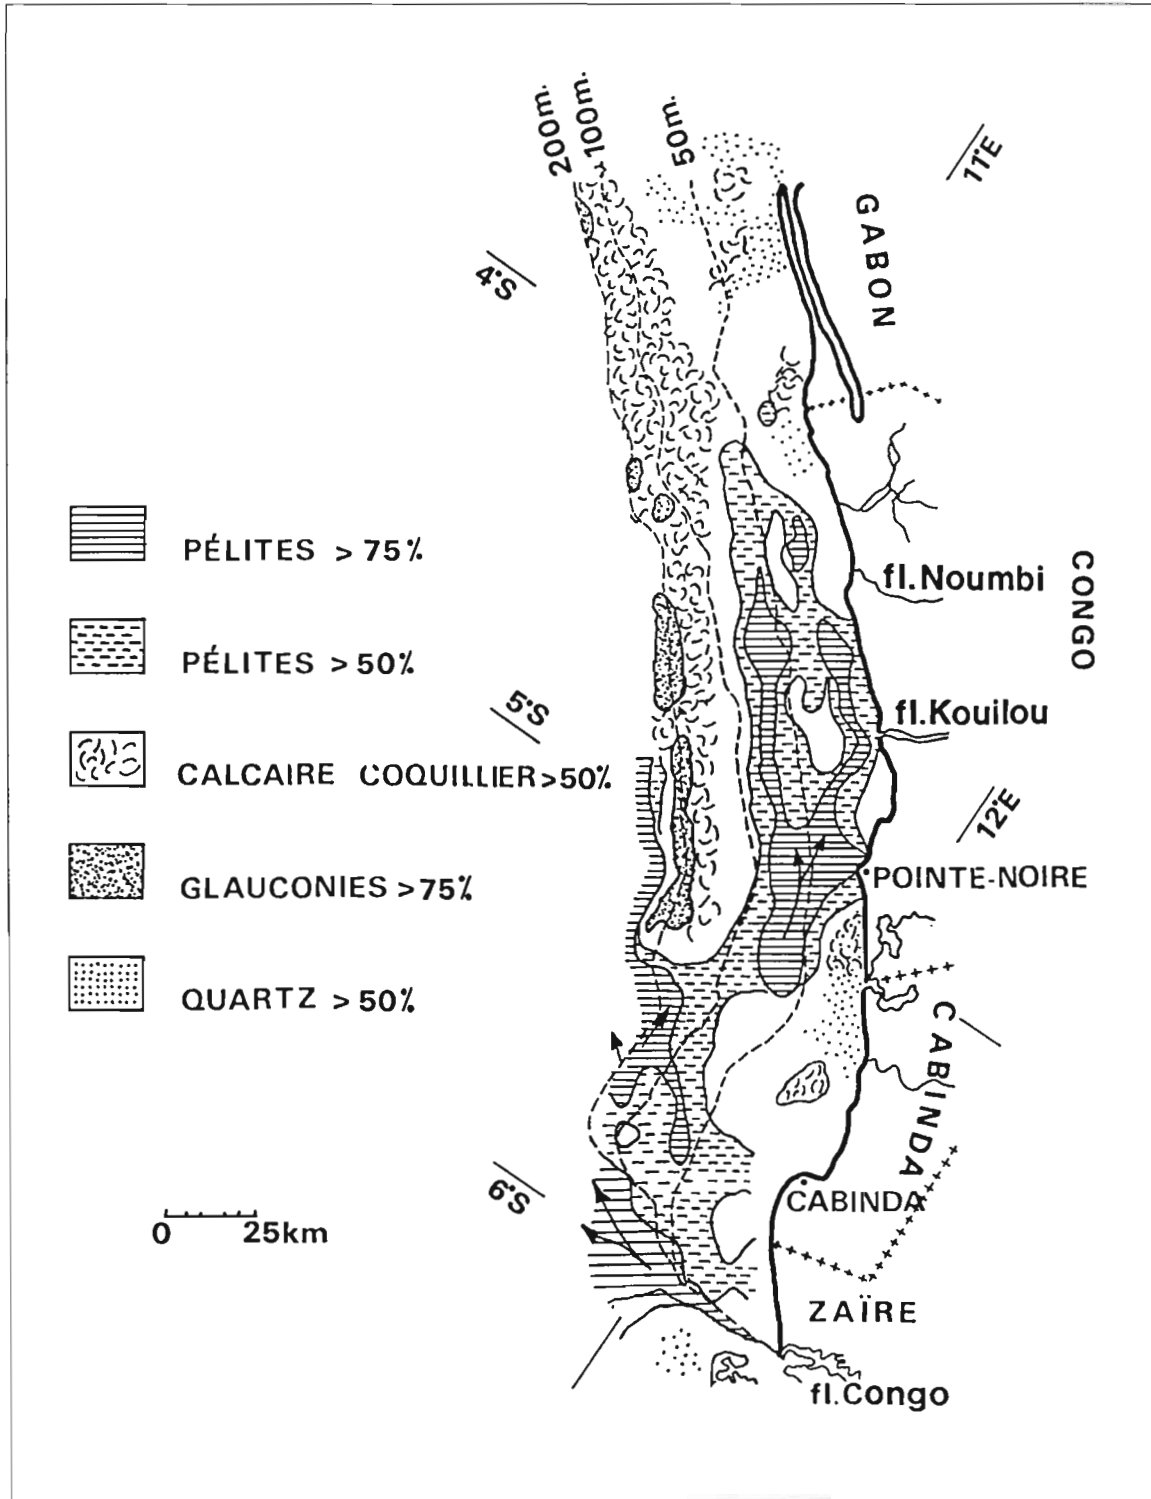 200m.
100m.
50m.
11°E
GABON
4°S
PÉLITES > 75%
fl.Noumbi
CONGO
PÉLITES > 50%
5°S
fl.Kouilou
CALCAIRE COQUILLIER > 50%
12°E
GLAUCONIES > 75%
POINTE-NOIRE
QUARTZ > 50%
CABINDA
6°S
CABINDA
0 25km
ZAÏRE
fl.Congo